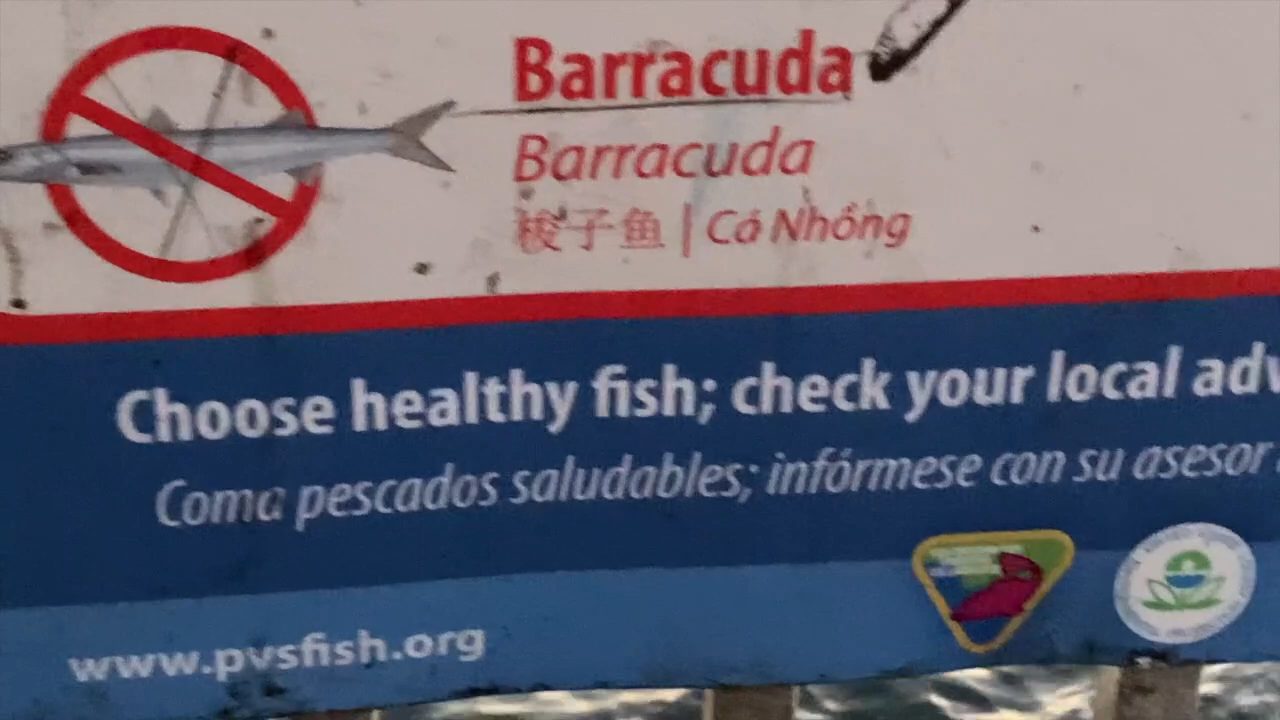 Barracuda
Barracuda
梭子鱼 | Cá Nhồng
Choose healthy fish; check your local
Coma pescados saludables; infórmese con su asesor
www.pvsfish.org